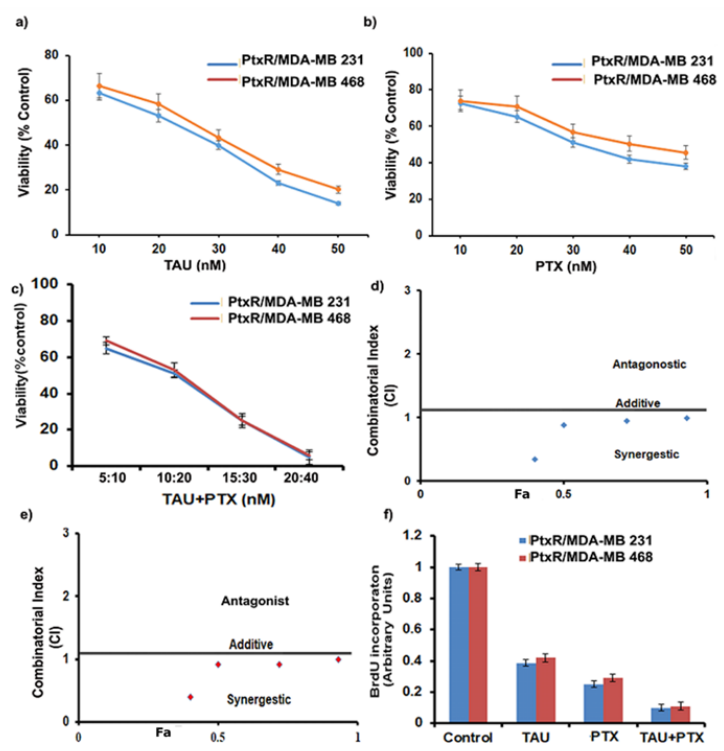 a)
PtxR/MDA-MB 231
PtxR/MDA-MB 468
Viability (% Control)
80
60
40
20
0
10 20 30 40 50
TAU (nM)
b)
PtxR/MDA-MB 231
PtxR/MDA-MB 468
Viability (% Control)
100
80
60
40
20
0
10 20 30 40 50
PTX (nM)
c)
PtxR/MDA-MB 231
PtxR/MDA-MB 468
Viability(%control)
100
80
60
40
20
0
5:10 10:20 15:30 20:40
TAU+PTX (nM)
d)
Combinatorial Index
(CI)
3
2
1
0
Antagonostic
Additive
Synergestic
0 0.5 1
Fa
e)
Combinatorial Index
(CI)
3
1
0
Antagonist
Additive
Synergestic
0 0.5 1
Fa
f)
PtxR/MDA-MB 231
PtxR/MDA-MB 468
BrdU incorporaton
(Arbitrary Units)
1.2
1
0.8
0.6
0.4
0.2
0
Control TAU PTX TAU+PTX